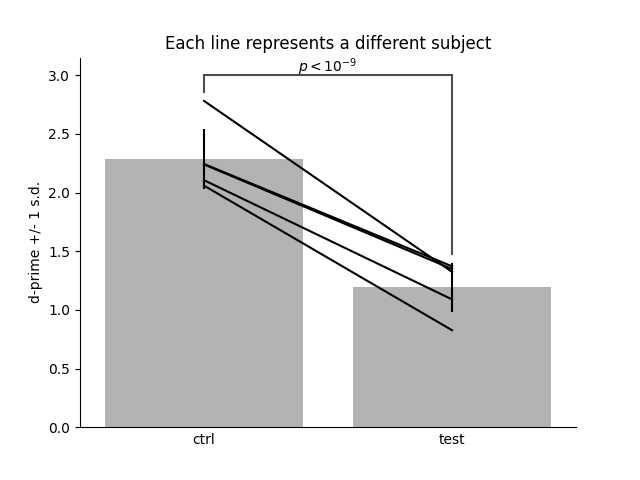 Each line represents a different subject
p < 10⁻⁹
3.0
2.5
2.0
1.5
1.0
0.5
0.0
d-prime +/- 1 s.d.
ctrl test